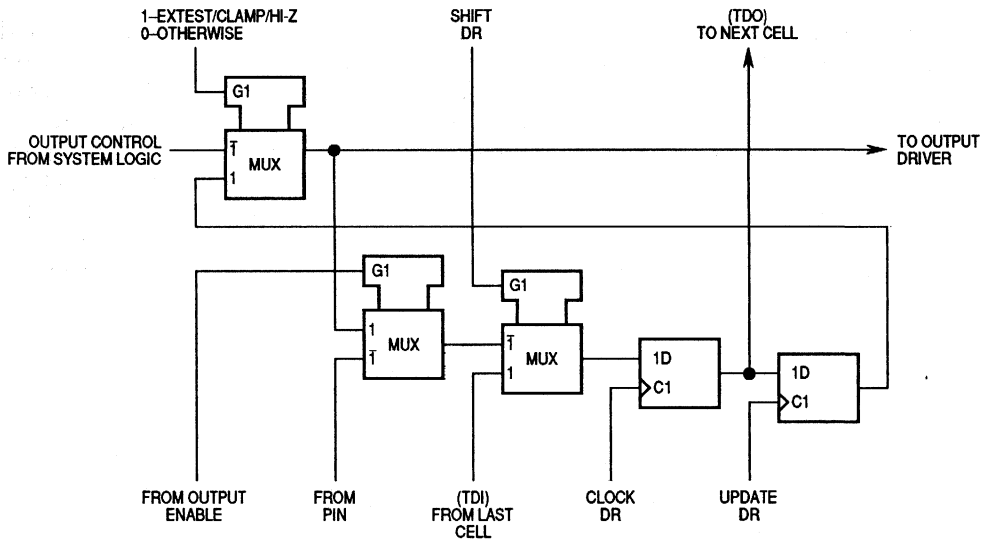 1–EXTEST/CLAMP/HI-Z
0–OTHERWISE
SHIFT
DR
(TDO)
TO NEXT CELL
G1
OUTPUT CONTROL
FROM SYSTEM LOGIC
1̅
MUX
1
TO OUTPUT
DRIVER
G1
G1
1
MUX
1̅
1̅
MUX
1
1D
C1
1D
C1
FROM OUTPUT
ENABLE
FROM
PIN
(TDI)
FROM LAST
CELL
CLOCK
DR
UPDATE
DR